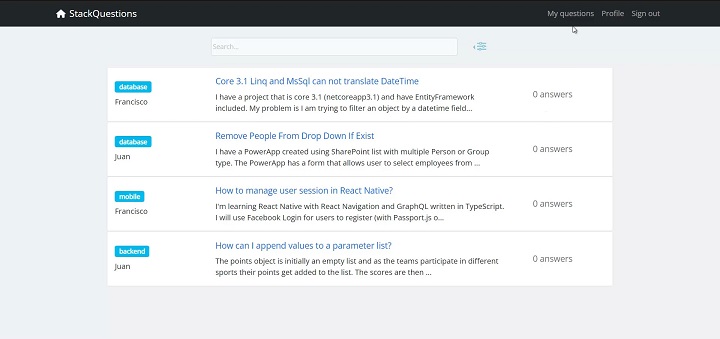 StackQuestions
My questions Profile Sign out
Search...
database
Francisco
Core 3.1 Linq and MsSql can not translate DateTime
I have a project that is core 3.1 (netcoreapp3.1) and have EntityFramework
included. My problem is I am trying to filter an object by a datetime field...
0 answers
database
Juan
Remove People From Drop Down If Exist
I have a PowerApp created using SharePoint list with multiple Person or Group
type. The PowerApp has a form that allows user to select employees from ...
0 answers
mobile
Francisco
How to manage user session in React Native?
I'm learning React Native with React Navigation and GraphQL written in TypeScript.
I will use Facebook Login for users to register (with Passport.js o...
0 answers
backend
Juan
How can I append values to a parameter list?
The points object is initially an empty list and as the teams participate in different
sports their points get added to the list. The scores are then ...
0 answers